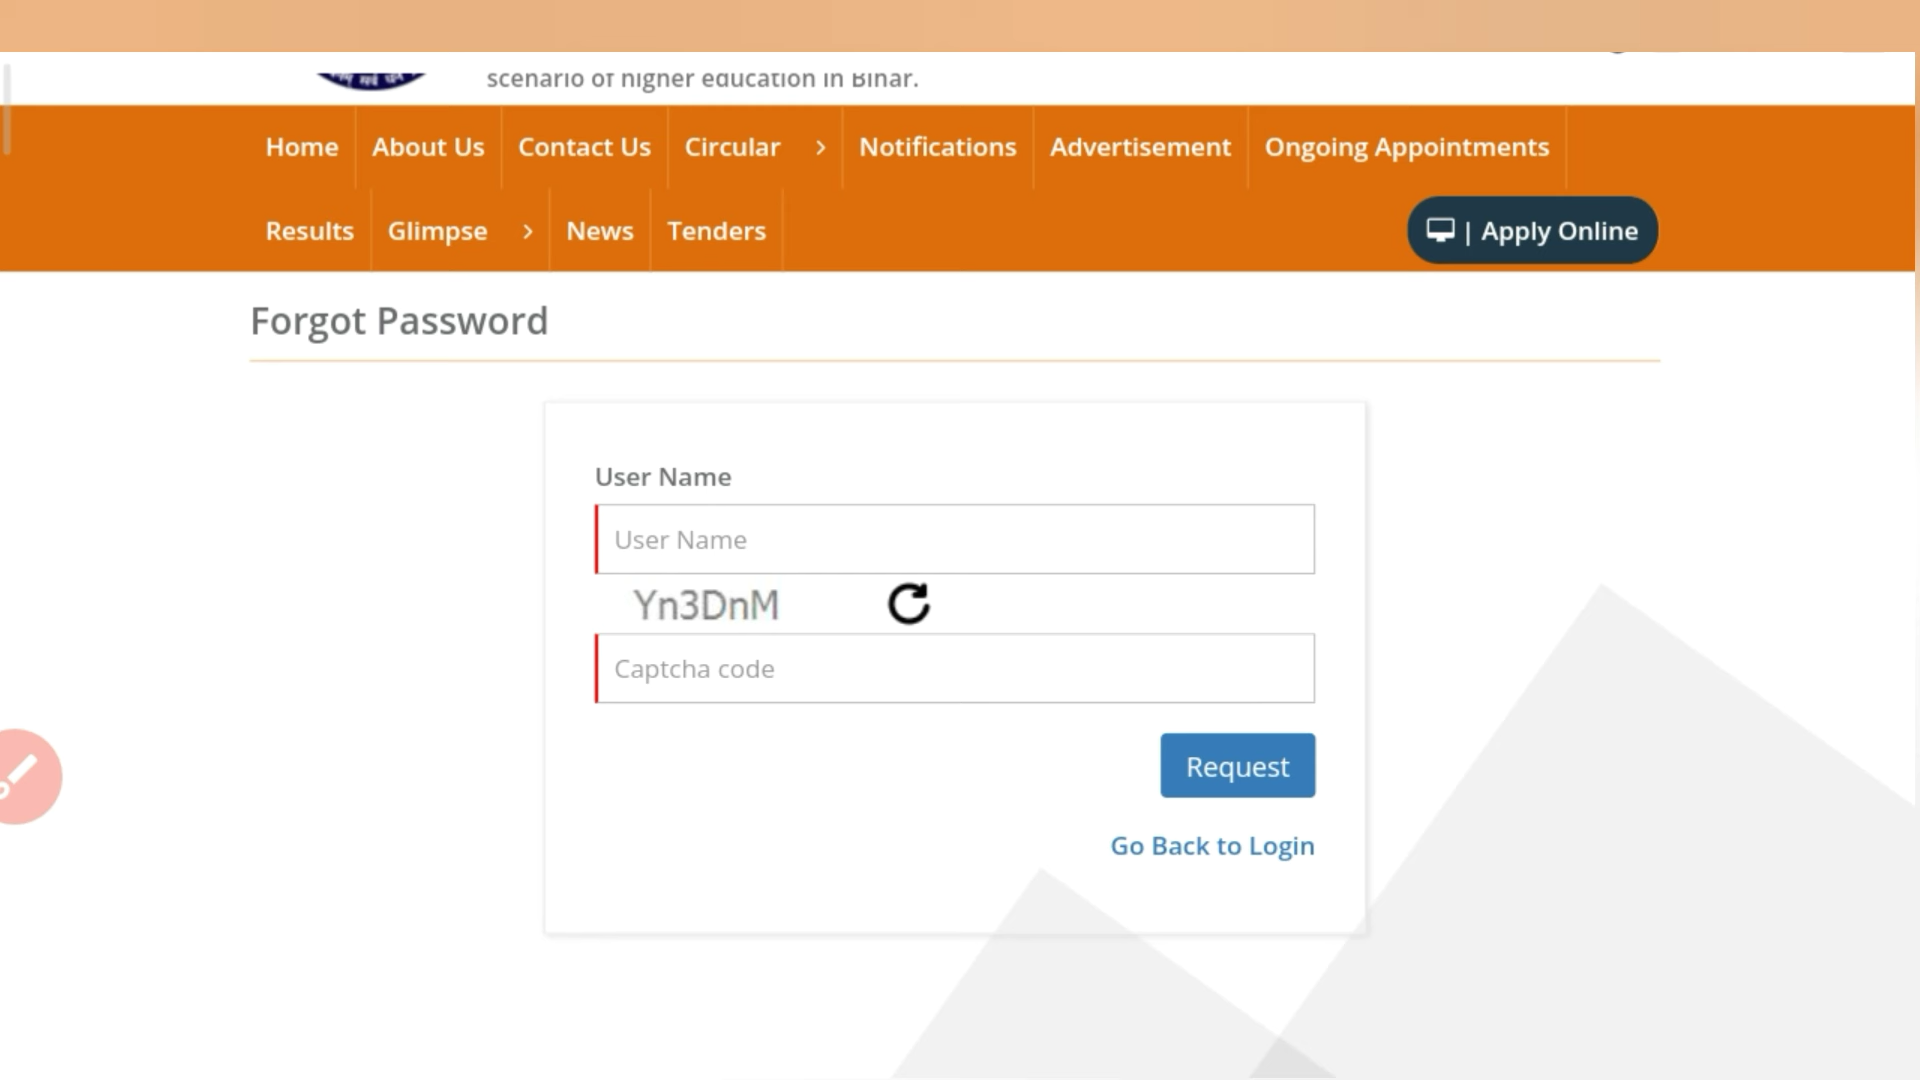 scenario of higher education in Bihar.
Home About Us Contact Us Circular > Notifications Advertisement Ongoing Appointments
Results Glimpse > News Tenders | Apply Online
Forgot Password
User Name
User Name
Yn3DnM
Captcha code
Request
Go Back to Login